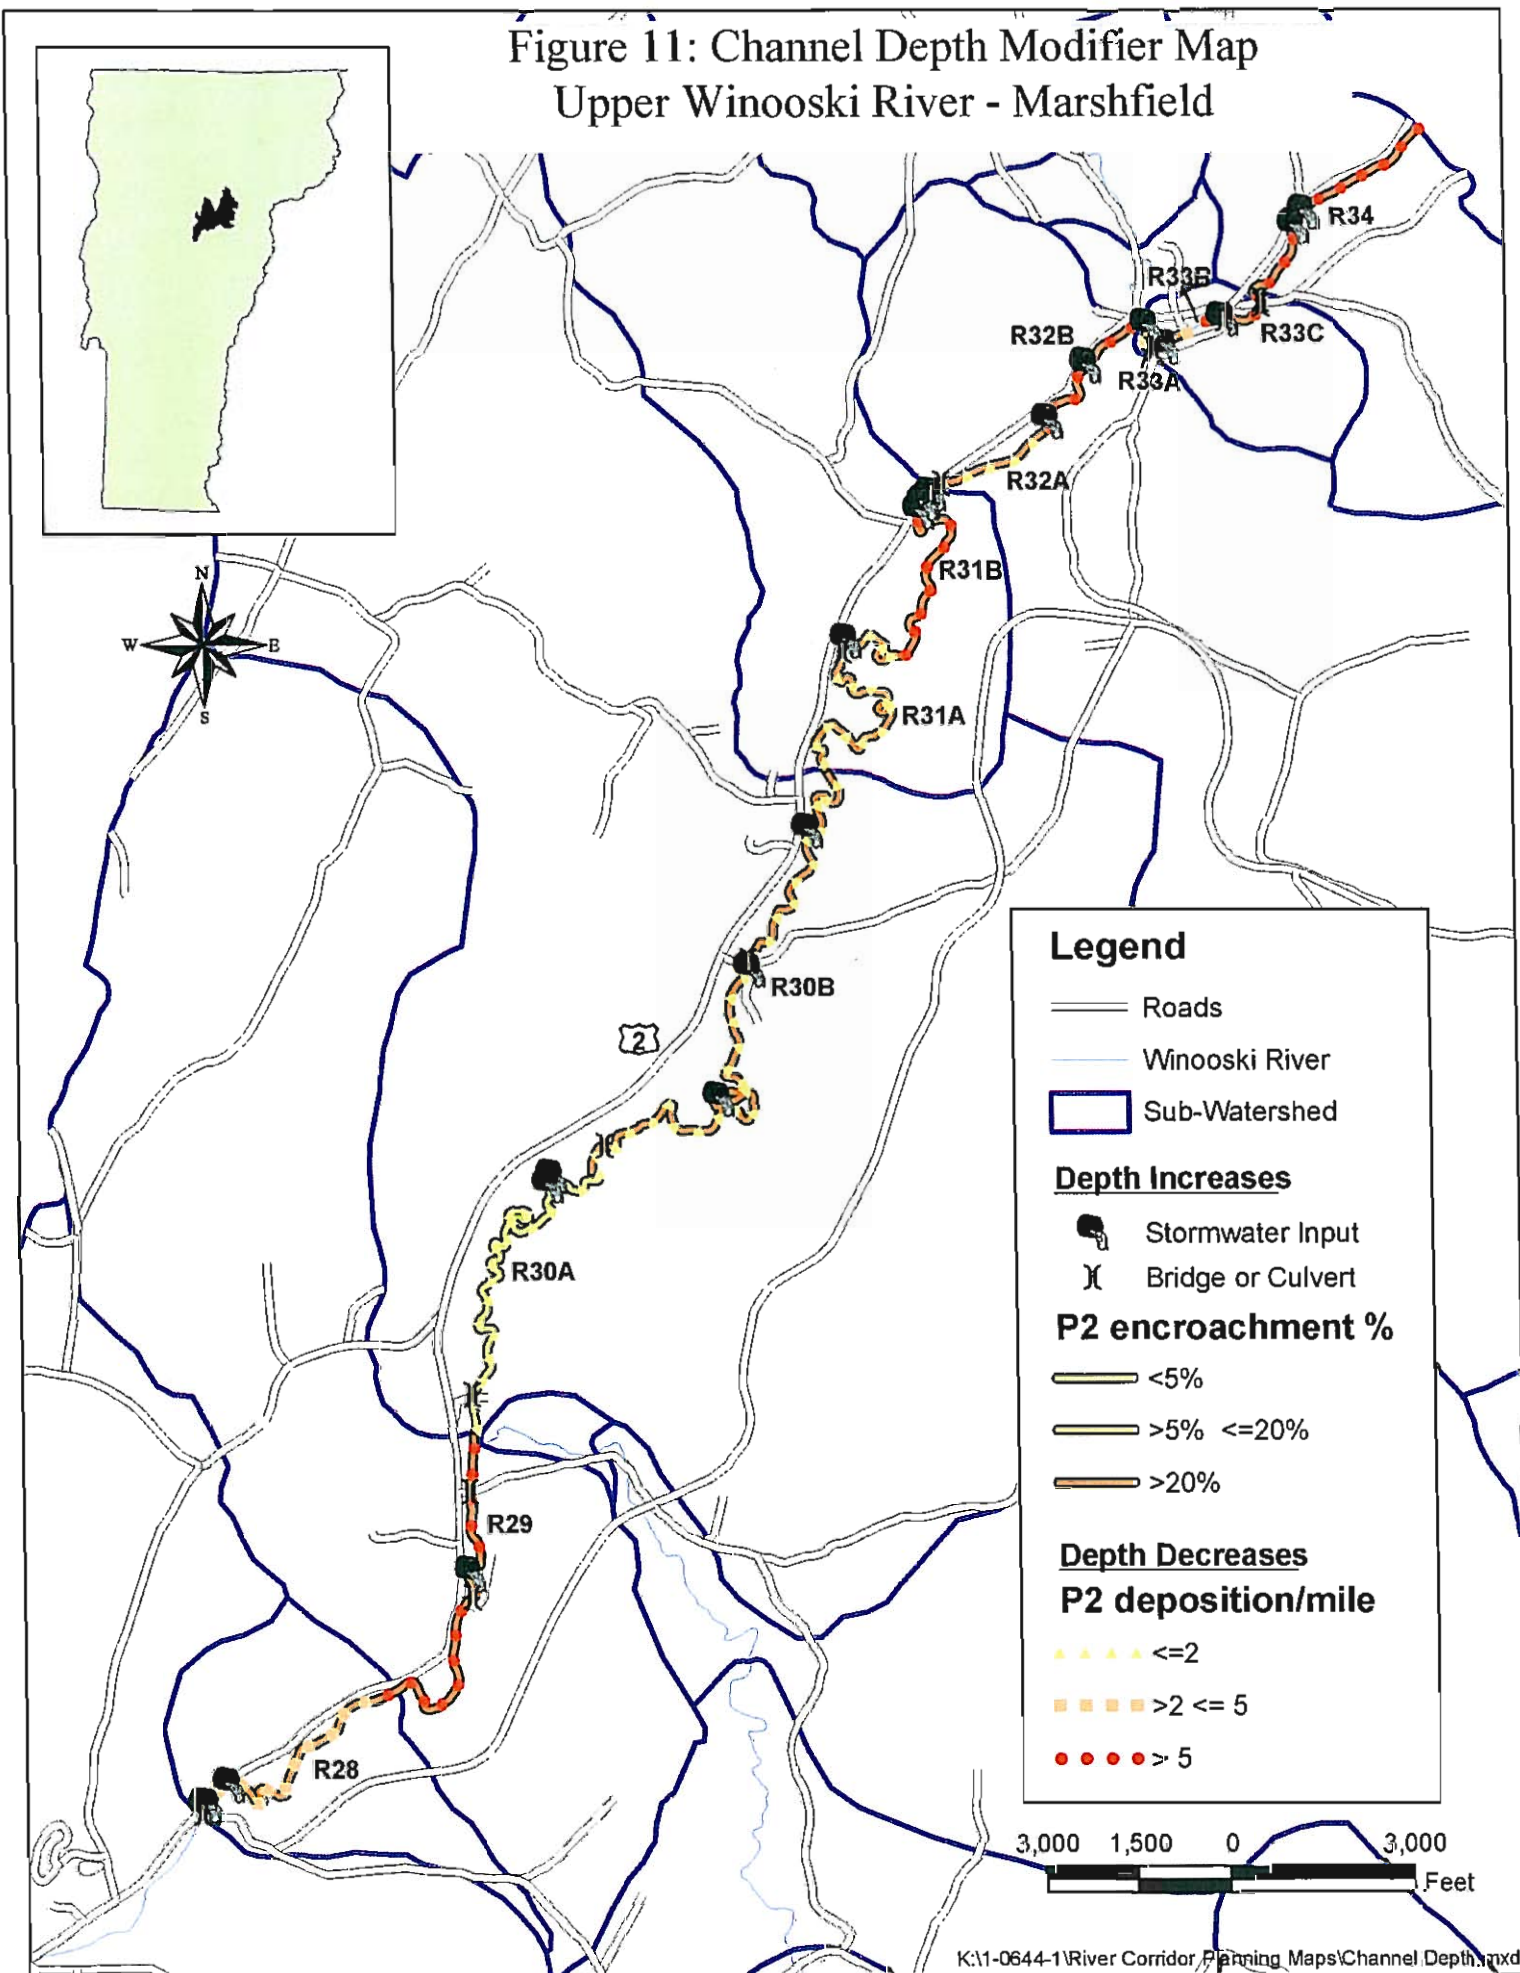 Figure 11: Channel Depth Modifier Map
Upper Winooski River - Marshfield
R34
R33B
R33C
R32B
R33A
R32A
R31B
N
W E
S
R31A
R30B
2
R30A
R29
R28
Legend
Roads
Winooski River
Sub-Watershed
Depth Increases
Stormwater Input
Bridge or Culvert
P2 encroachment %
<5%
>5% <=20%
>20%
Depth Decreases
P2 deposition/mile
<=2
>2 <= 5
> 5
3,000 1,500 0 3,000
Feet
K:\1-0644-1\River Corridor Planning Maps\Channel Depth.mxd